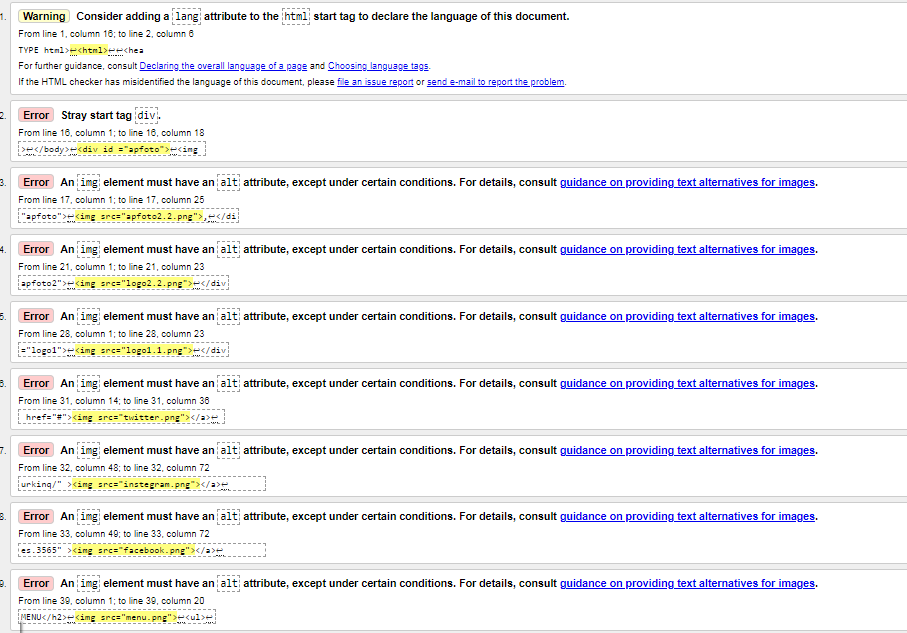 1. Warning Consider adding a lang attribute to the html start tag to declare the language of this document.
From line 1, column 16; to line 2, column 6
TYPE html>↩<html>↩↩<hea
For further guidance, consult Declaring the overall language of a page and Choosing language tags.
If the HTML checker has misidentified the language of this document, please file an issue report or send e-mail to report the problem.
2. Error Stray start tag div.
From line 16, column 1; to line 16, column 18
>↩</body>↩<div id ="apfoto">↩<img
3. Error An img element must have an alt attribute, except under certain conditions. For details, consult guidance on providing text alternatives for images.
From line 17, column 1; to line 17, column 25
"apfoto">↩<img src="apfoto2.2.png">,↩</di
4. Error An img element must have an alt attribute, except under certain conditions. For details, consult guidance on providing text alternatives for images.
From line 21, column 1; to line 21, column 23
apfoto2">↩<img src="logo2.2.png">↩</div
5. Error An img element must have an alt attribute, except under certain conditions. For details, consult guidance on providing text alternatives for images.
From line 28, column 1; to line 28, column 23
="logo1">↩<img src="logo1.1.png">↩</div
6. Error An img element must have an alt attribute, except under certain conditions. For details, consult guidance on providing text alternatives for images.
From line 31, column 14; to line 31, column 36
href="#"><img src="twitter.png"></a>↩
7. Error An img element must have an alt attribute, except under certain conditions. For details, consult guidance on providing text alternatives for images.
From line 32, column 48; to line 32, column 72
urkinq/" ><img src="instegram.png"></a>↩
8. Error An img element must have an alt attribute, except under certain conditions. For details, consult guidance on providing text alternatives for images.
From line 33, column 49; to line 33, column 72
es.3565" ><img src="facebook.png"></a>↩
9. Error An img element must have an alt attribute, except under certain conditions. For details, consult guidance on providing text alternatives for images.
From line 39, column 1; to line 39, column 20
MENU</h2>↩<img src="menu.png">↩<ul>↩